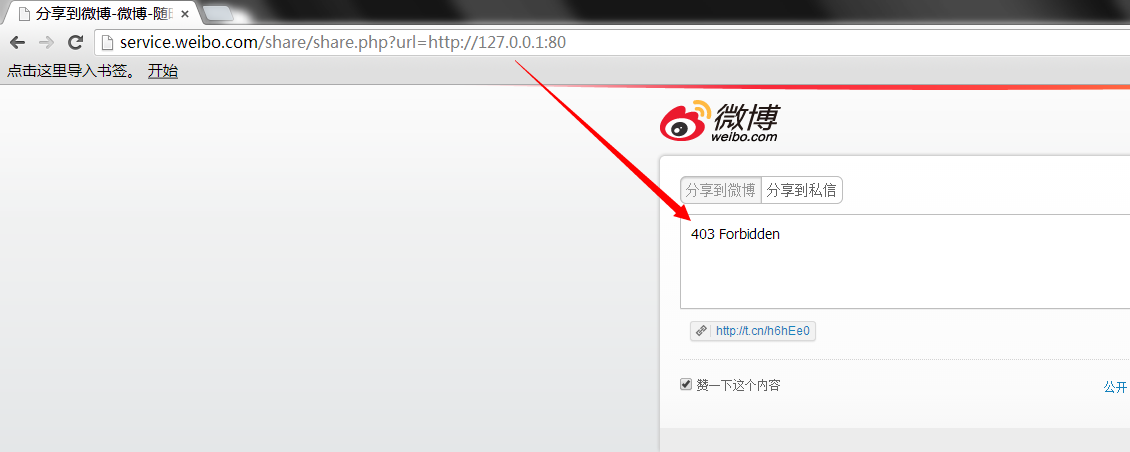 分享到微博-微博-随
service.weibo.com/share/share.php?url=http://127.0.0.1:80
点击这里导入书签。 开始
微博
weibo.com
分享到微博 分享到私信
403 Forbidden
http://t.cn/h6hEe0
赞一下这个内容
公开